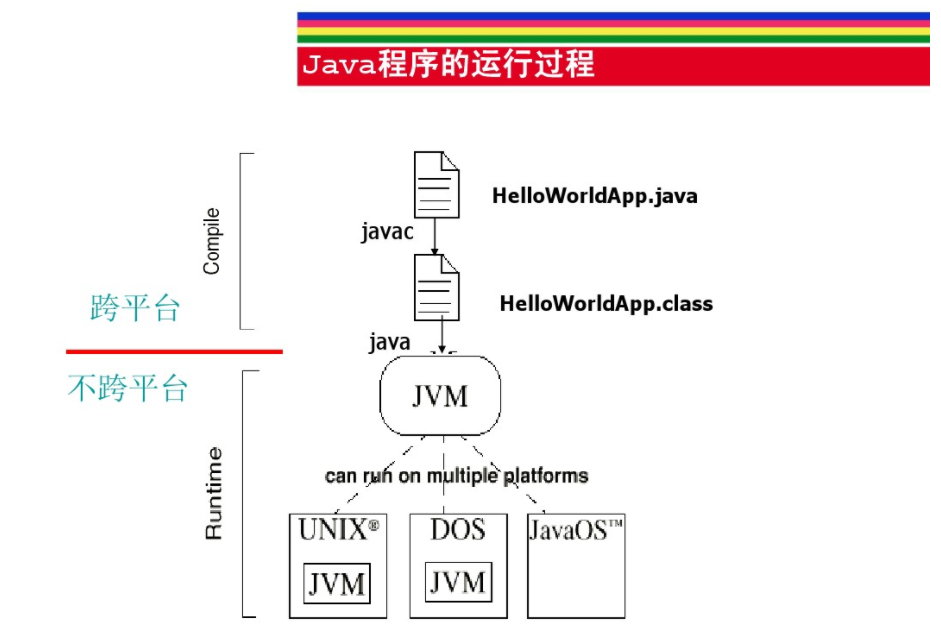 Java程序的运行过程
Compile
HelloWorldApp.java
javac
HelloWorldApp.class
跨平台
java
不跨平台
JVM
Runtime
can run on multiple platforms
UNIX® DOS JavaOS™
JVM JVM